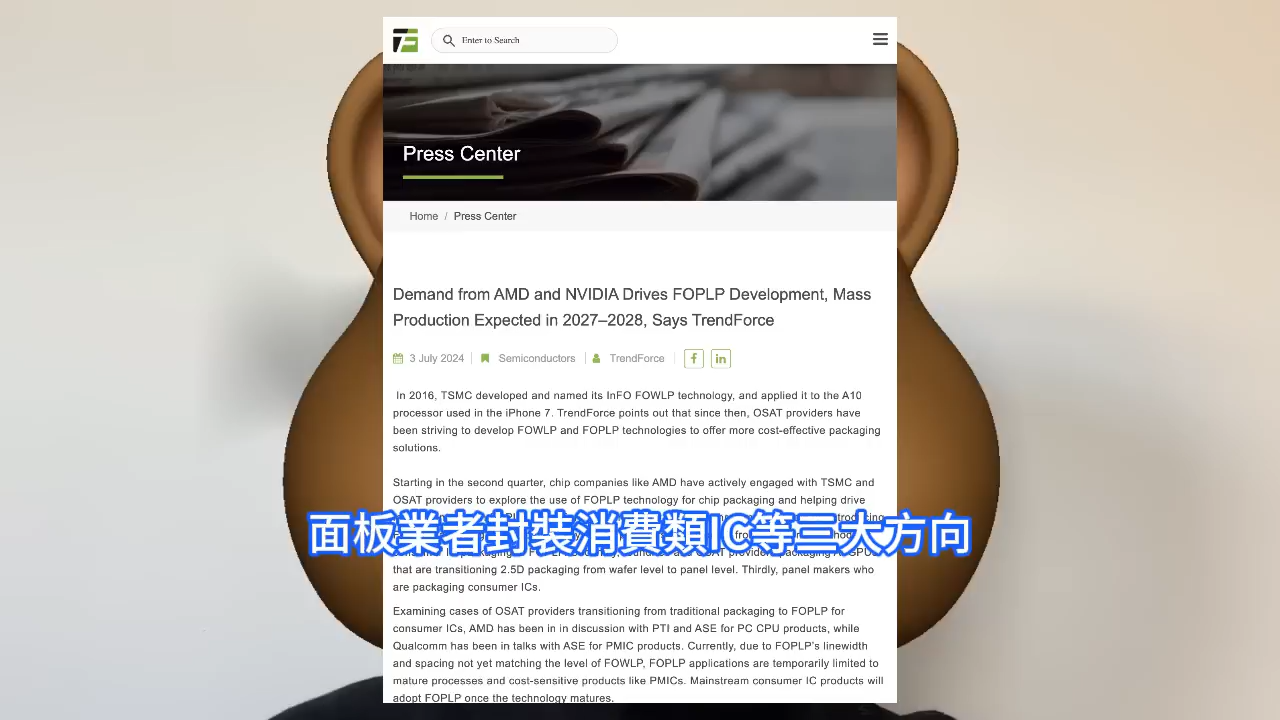 Enter to Search
Press Center
Home / Press Center
Demand from AMD and NVIDIA Drives FOPLP Development, Mass
Production Expected in 2027–2028, Says TrendForce
3 July 2024 Semiconductors TrendForce
In 2016, TSMC developed and named its InFO FOWLP technology, and applied it to the A10
processor used in the iPhone 7. TrendForce points out that since then, OSAT providers have
been striving to develop FOWLP and FOPLP technologies to offer more cost-effective packaging
solutions.
Starting in the second quarter, chip companies like AMD have actively engaged with TSMC and
OSAT providers to explore the use of FOPLP technology for chip packaging and helping drive
面板業者封裝消費類IC等三大方向
that are transitioning 2.5D packaging from wafer level to panel level. Thirdly, panel makers who
are packaging consumer ICs.
Examining cases of OSAT providers transitioning from traditional packaging to FOPLP for
consumer ICs, AMD has been in in discussion with PTI and ASE for PC CPU products, while
Qualcomm has been in talks with ASE for PMIC products. Currently, due to FOPLP's linewidth
and spacing not yet matching the level of FOWLP, FOPLP applications are temporarily limited to
mature processes and cost-sensitive products like PMICs. Mainstream consumer IC products will
adopt FOPLP once the technology matures.